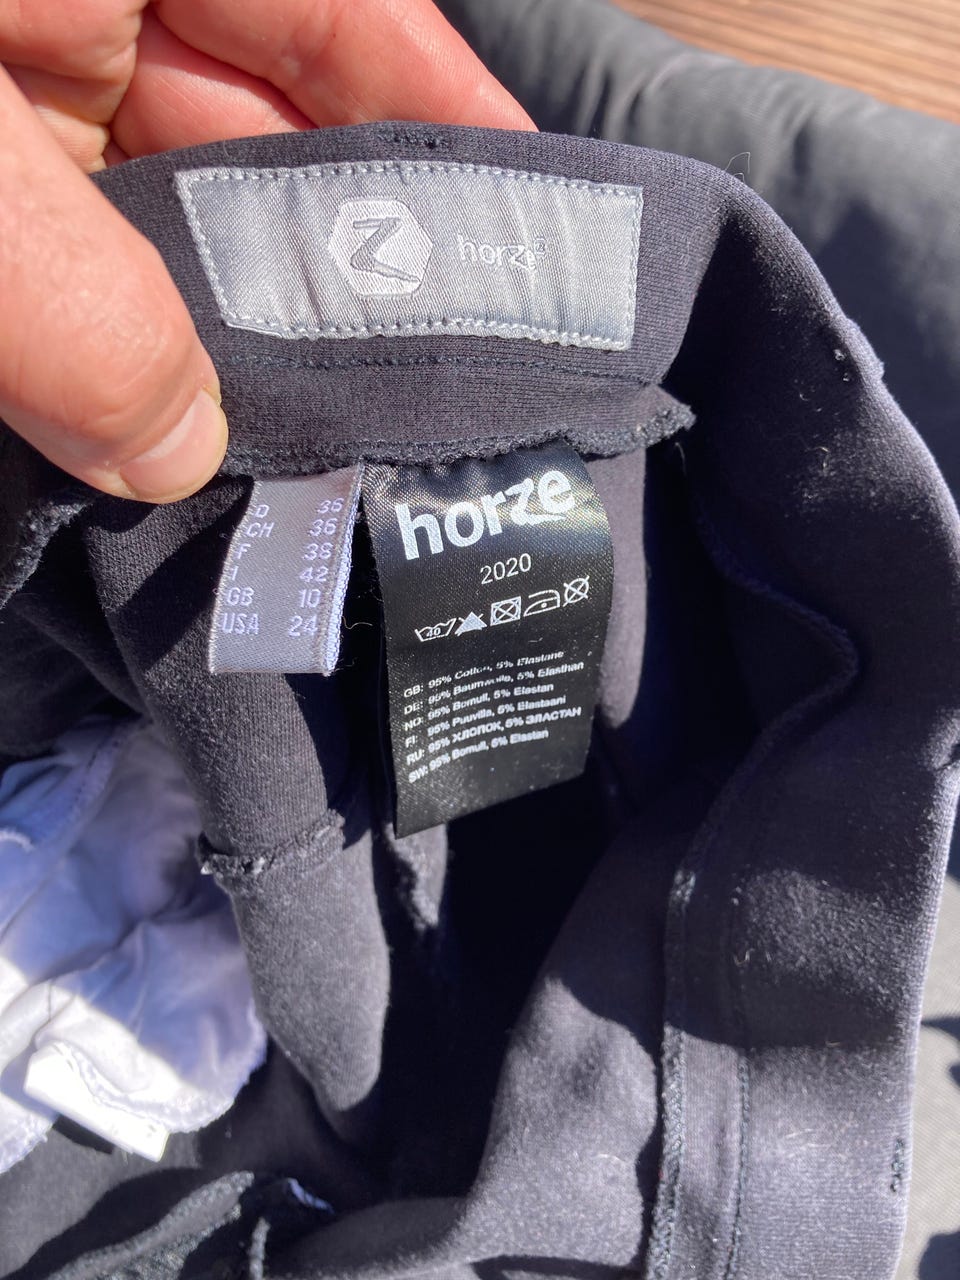 horze
D 36
CH 36
F 38
I 42
GB 10
USA 24
horze
2020
40
GB: 95% Cotton, 5% Elastane
DE: 95% Baumwolle, 5% Elasthan
NO: 95% Bomull, 5% Elastan
FI: 95% Puuvilla, 5% Elastaani
RU: 95% ХЛОПОК, 5% ЭЛАСТАН
SW: 95% Bomull, 5% Elastan